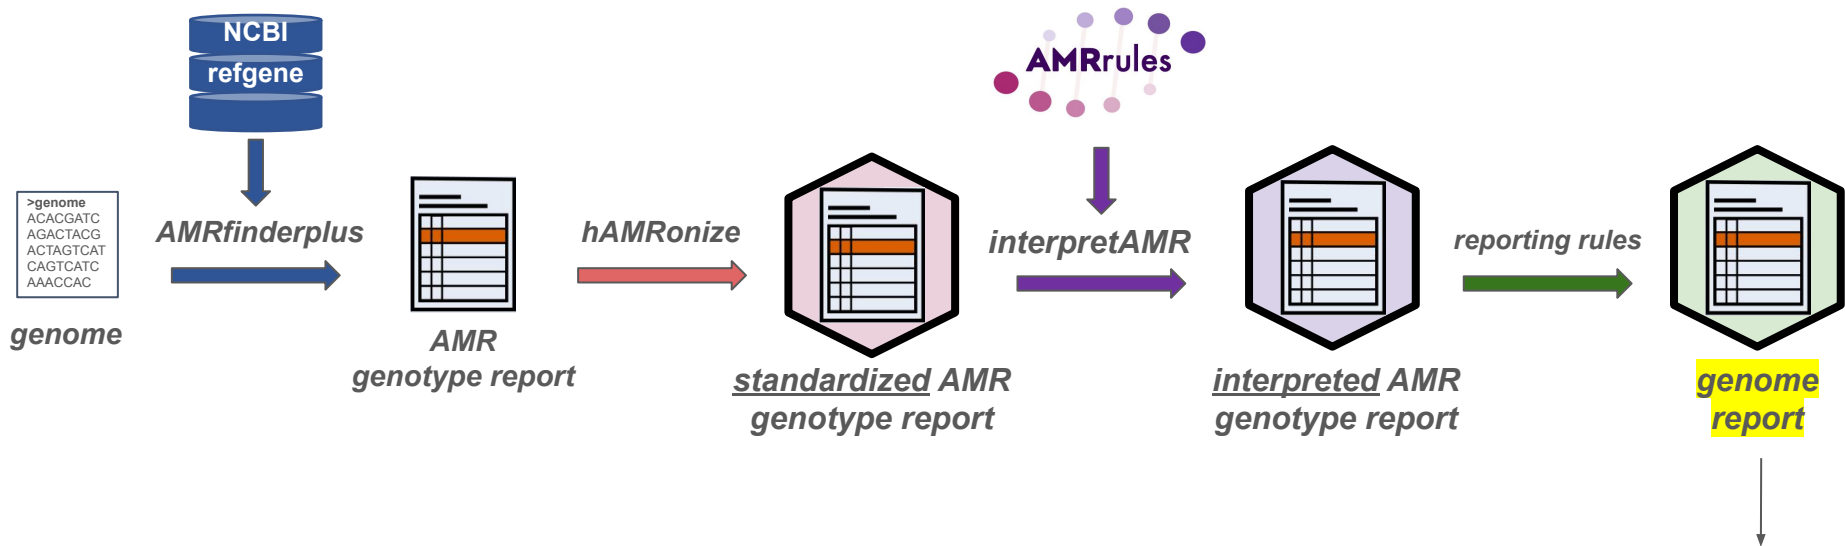 NCBI
refgene
AMRrules
>genome
ACACGATC
AGACTACG
ACTAGTCAT
CAGTCATC
AAACCAC
genome
AMRfinderplus
AMR
genotype report
hAMRonize
standardized AMR
genotype report
interpretAMR
interpreted AMR
genotype report
reporting rules
genome
report